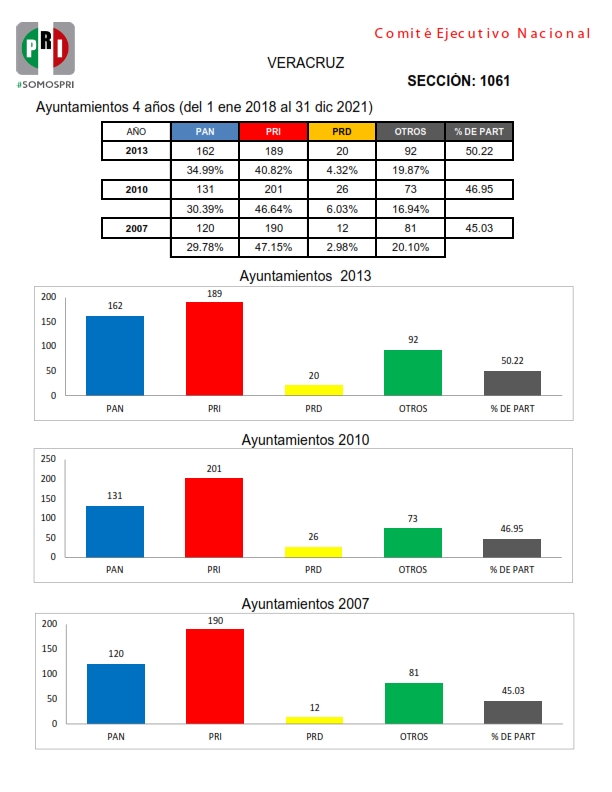 Comité Ejecutivo Nacional
PRI
#SOMOSPRI
VERACRUZ
SECCIÓN: 1061
Ayuntamientos 4 años (del 1 ene 2018 al 31 dic 2021)
AÑO PAN PRI PRD OTROS % DE PART
2013 162 189 20 92 50.22
34.99% 40.82% 4.32% 19.87%
2010 131 201 26 73 46.95
30.39% 46.64% 6.03% 16.94%
2007 120 190 12 81 45.03
29.78% 47.15% 2.98% 20.10%
Ayuntamientos 2013
200
150
100
50
0
162 189 20 92 50.22
PAN PRI PRD OTROS % DE PART
Ayuntamientos 2010
250
200
150
100
50
0
131 201 26 73 46.95
PAN PRI PRD OTROS % DE PART
Ayuntamientos 2007
200
150
100
50
0
120 190 12 81 45.03
PAN PRI PRD OTROS % DE PART